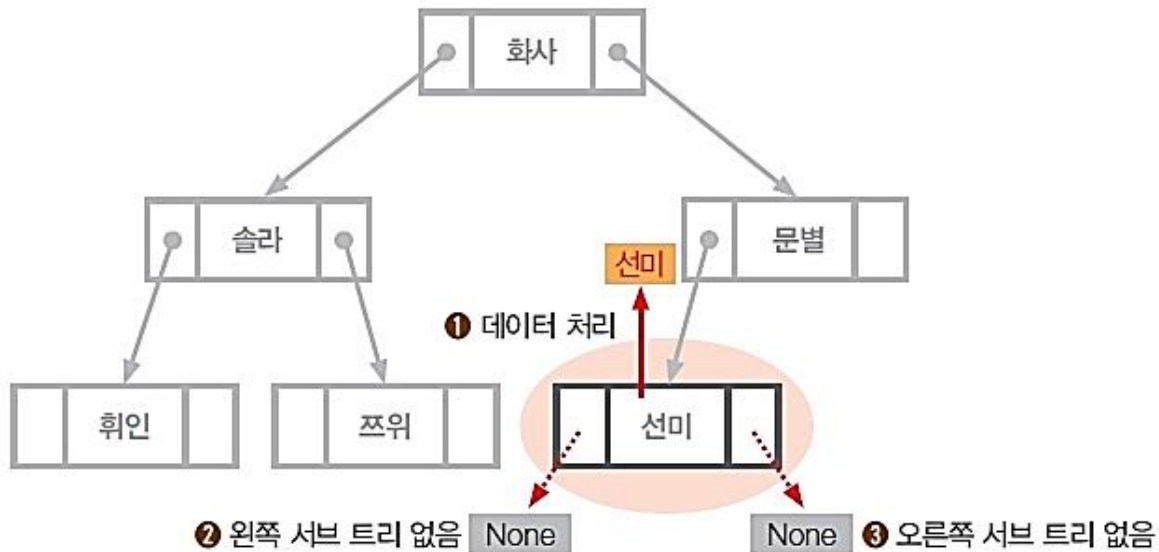 화사
솔라
문별
선미
❶ 데이터 처리
휘인
쯔위
선미
❷ 왼쪽 서브 트리 없음 None
None ❸ 오른쪽 서브 트리 없음